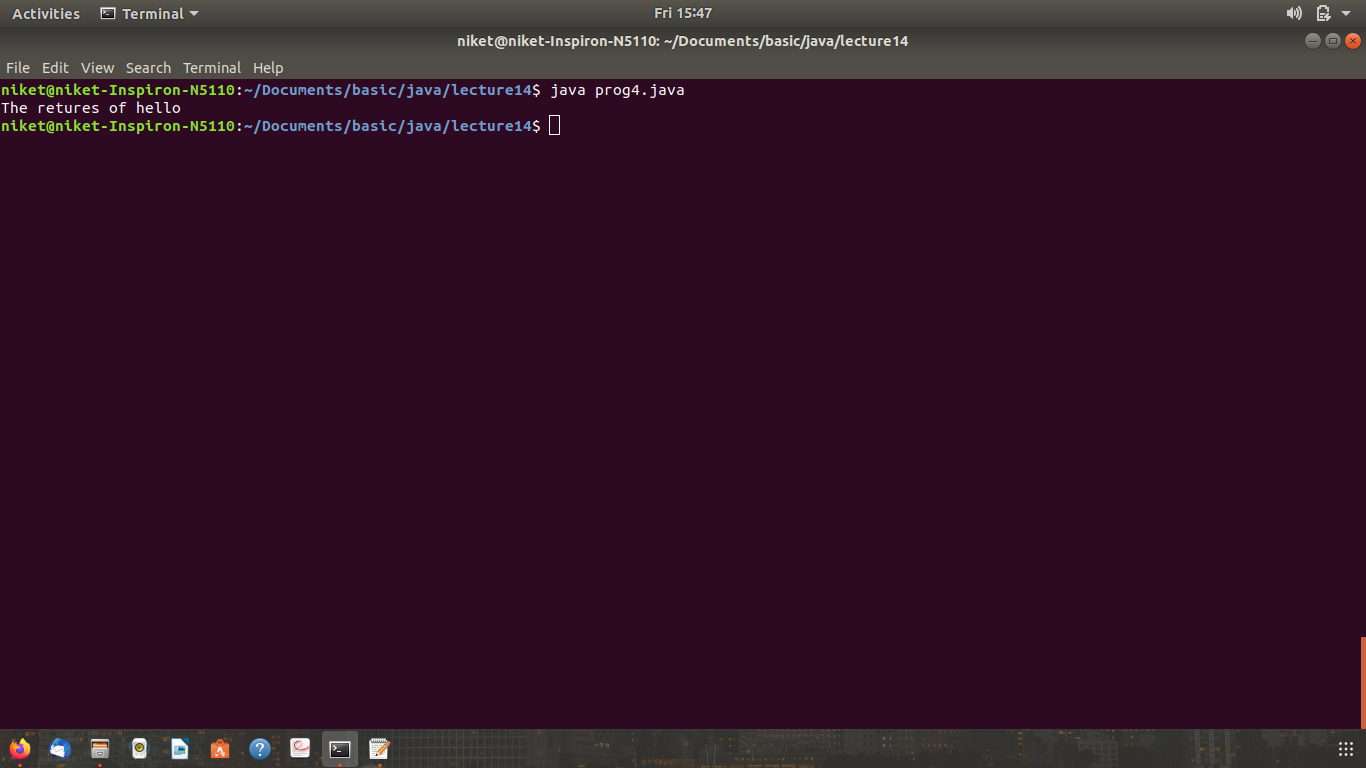 Activities Terminal Fri 15:47
niket@niket-Inspiron-N5110: ~/Documents/basic/java/lecture14
File Edit View Search Terminal Help
niket@niket-Inspiron-N5110:~/Documents/basic/java/lecture14$ java prog4.java
The retures of hello
niket@niket-Inspiron-N5110:~/Documents/basic/java/lecture14$